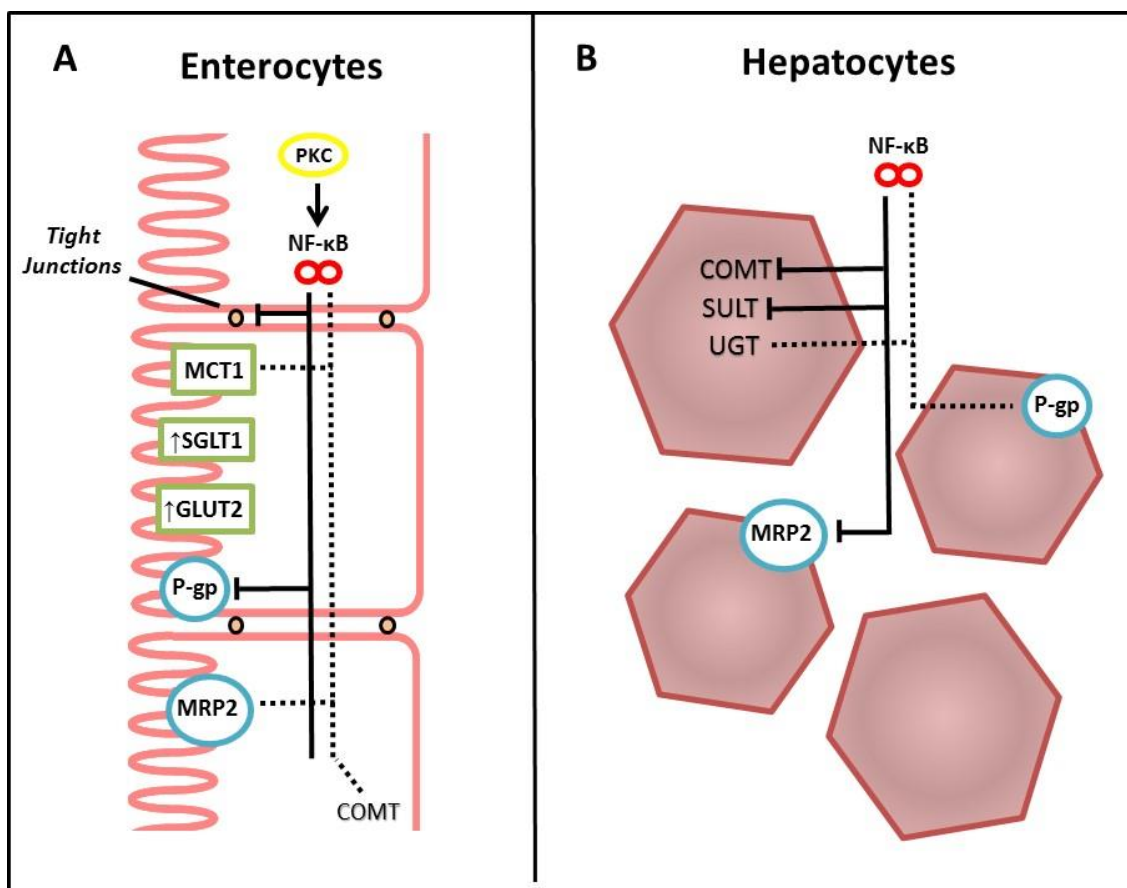 A
Enterocytes
PKC
NF-κB
Tight
Junctions
MCT1
↑SGLT1
↑GLUT2
P-gp
MRP2
COMT
B
Hepatocytes
NF-κB
COMT
SULT
UGT
P-gp
MRP2